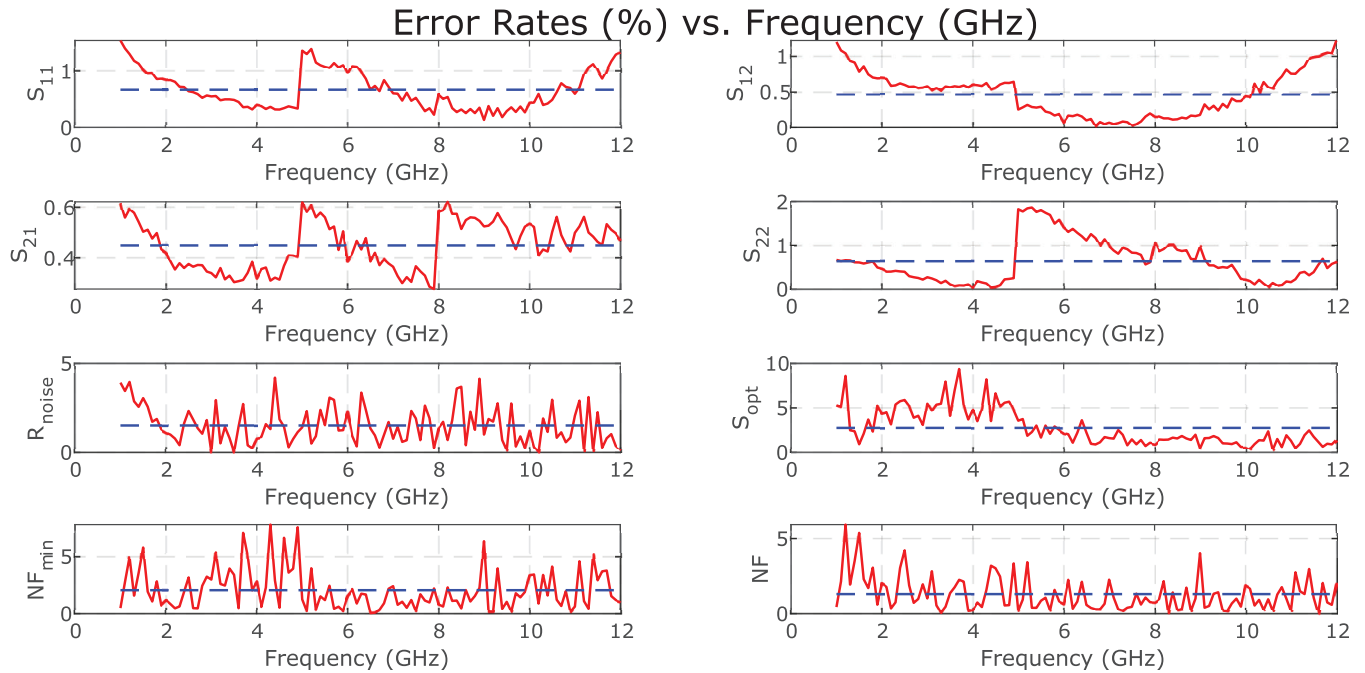 Error Rates (%) vs. Frequency (GHz)
S11
1
0
0 2 4 6 8 10 12
Frequency (GHz)
S12
1
0.5
0
0 2 4 6 8 10 12
Frequency (GHz)
S21
0.6
0.4
0 2 4 6 8 10 12
Frequency (GHz)
S22
2
1
0
0 2 4 6 8 10 12
Frequency (GHz)
Rnoise
5
0
0 2 4 6 8 10 12
Frequency (GHz)
Sopt
10
5
0
0 2 4 6 8 10 12
Frequency (GHz)
NFmin
5
0
0 2 4 6 8 10 12
Frequency (GHz)
NF
5
0
0 2 4 6 8 10 12
Frequency (GHz)